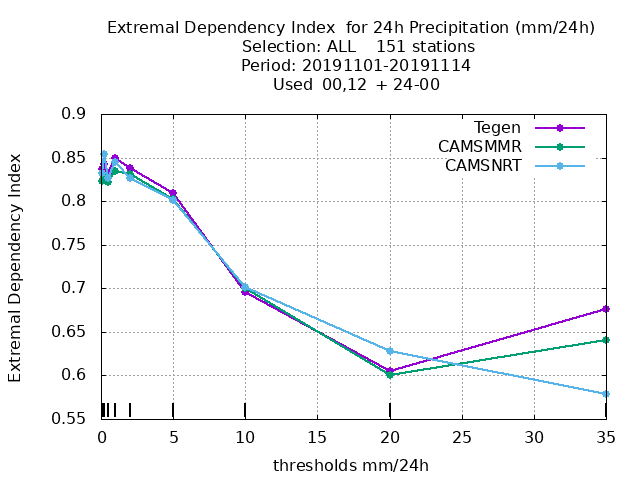 Extremal Dependency Index  for 24h Precipitation (mm/24h)
Selection: ALL    151 stations
Period: 20191101-20191114
Used  00,12  + 24-00
Tegen
CAMSMMR
CAMSNRT
0.9
0.85
0.8
0.75
0.7
0.65
0.6
0.55
Extremal Dependency Index
0 5 10 15 20 25 30 35
thresholds mm/24h